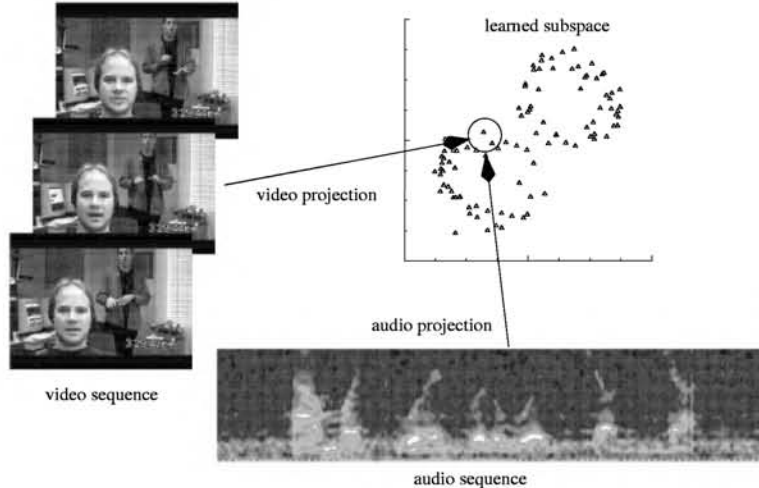 learned subspace
video projection
audio projection
video sequence
audio sequence